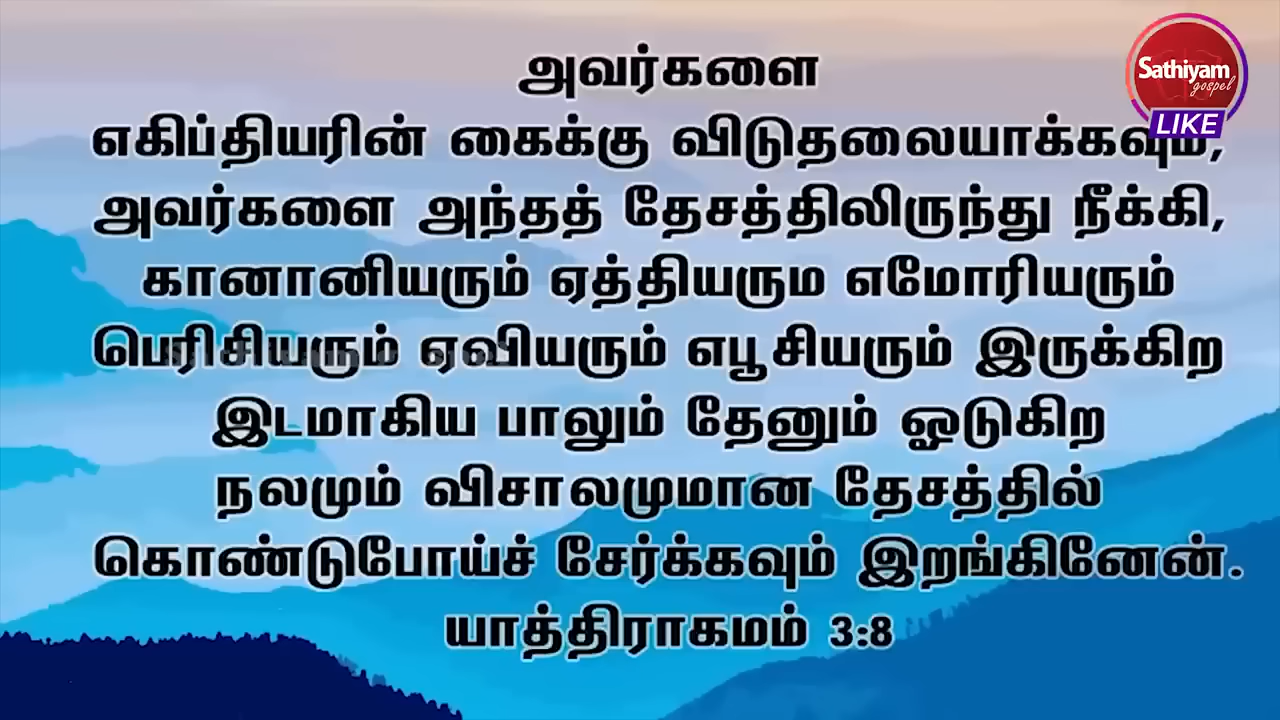 Sathiyam
gospel
LIKE
அவர்களை
எகிப்தியரின் கைக்கு விடுதலையாக்கவும்,
அவர்களை அந்தத் தேசத்திலிருந்து நீக்கி,
கானானியரும் ஏத்தியரும எமோரியரும்
பெரிசியரும் ஏவியரும் எபூசியரும் இருக்கிற
இடமாகிய பாலும் தேனும் ஓடுகிற
நலமும் விசாலமுமான தேசத்தில்
கொண்டுபோய்ச் சேர்க்கவும் இறங்கினேன்.
யாத்திராகமம் 3:8